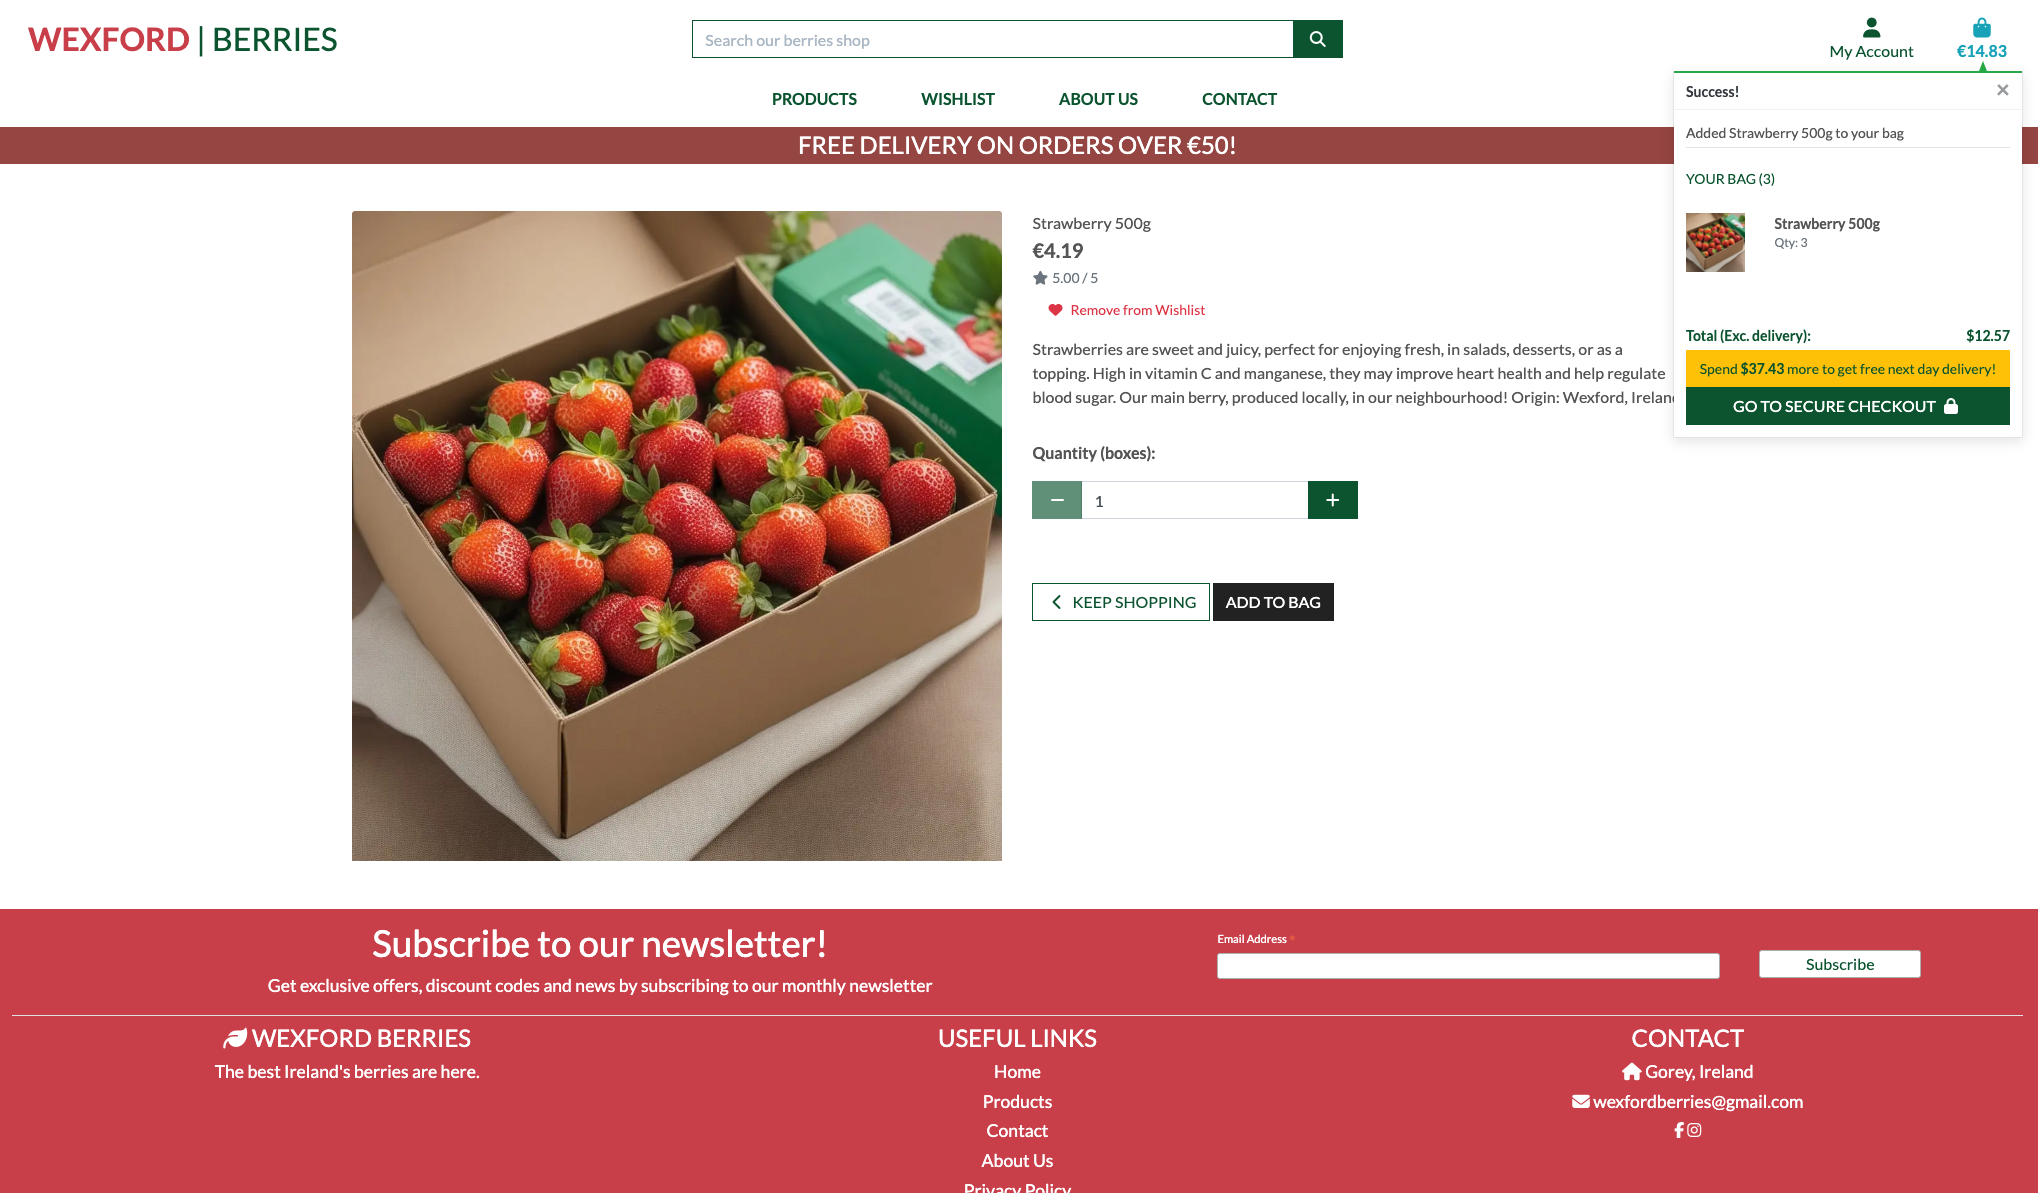 WEXFORD | BERRIES
Search our berries shop
My Account
€14.83
PRODUCTS
WISHLIST
ABOUT US
CONTACT
FREE DELIVERY ON ORDERS OVER €50!
Success!
×
Added Strawberry 500g to your bag
YOUR BAG (3)
Strawberry 500g
Qty: 3
Total (Exc. delivery):
$12.57
Spend $37.43 more to get free next day delivery!
GO TO SECURE CHECKOUT
Strawberry 500g
€4.19
5.00 / 5
Remove from Wishlist
Strawberries are sweet and juicy, perfect for enjoying fresh, in salads, desserts, or as a
topping. High in vitamin C and manganese, they may improve heart health and help regulate
blood sugar. Our main berry, produced locally, in our neighbourhood! Origin: Wexford, Irelan
Quantity (boxes):
1
KEEP SHOPPING
ADD TO BAG
Subscribe to our newsletter!
Get exclusive offers, discount codes and news by subscribing to our monthly newsletter
Email Address *
Subscribe
WEXFORD BERRIES
The best Ireland's berries are here.
USEFUL LINKS
Home
Products
Contact
About Us
Privacy Policy
CONTACT
Gorey, Ireland
wexfordberries@gmail.com